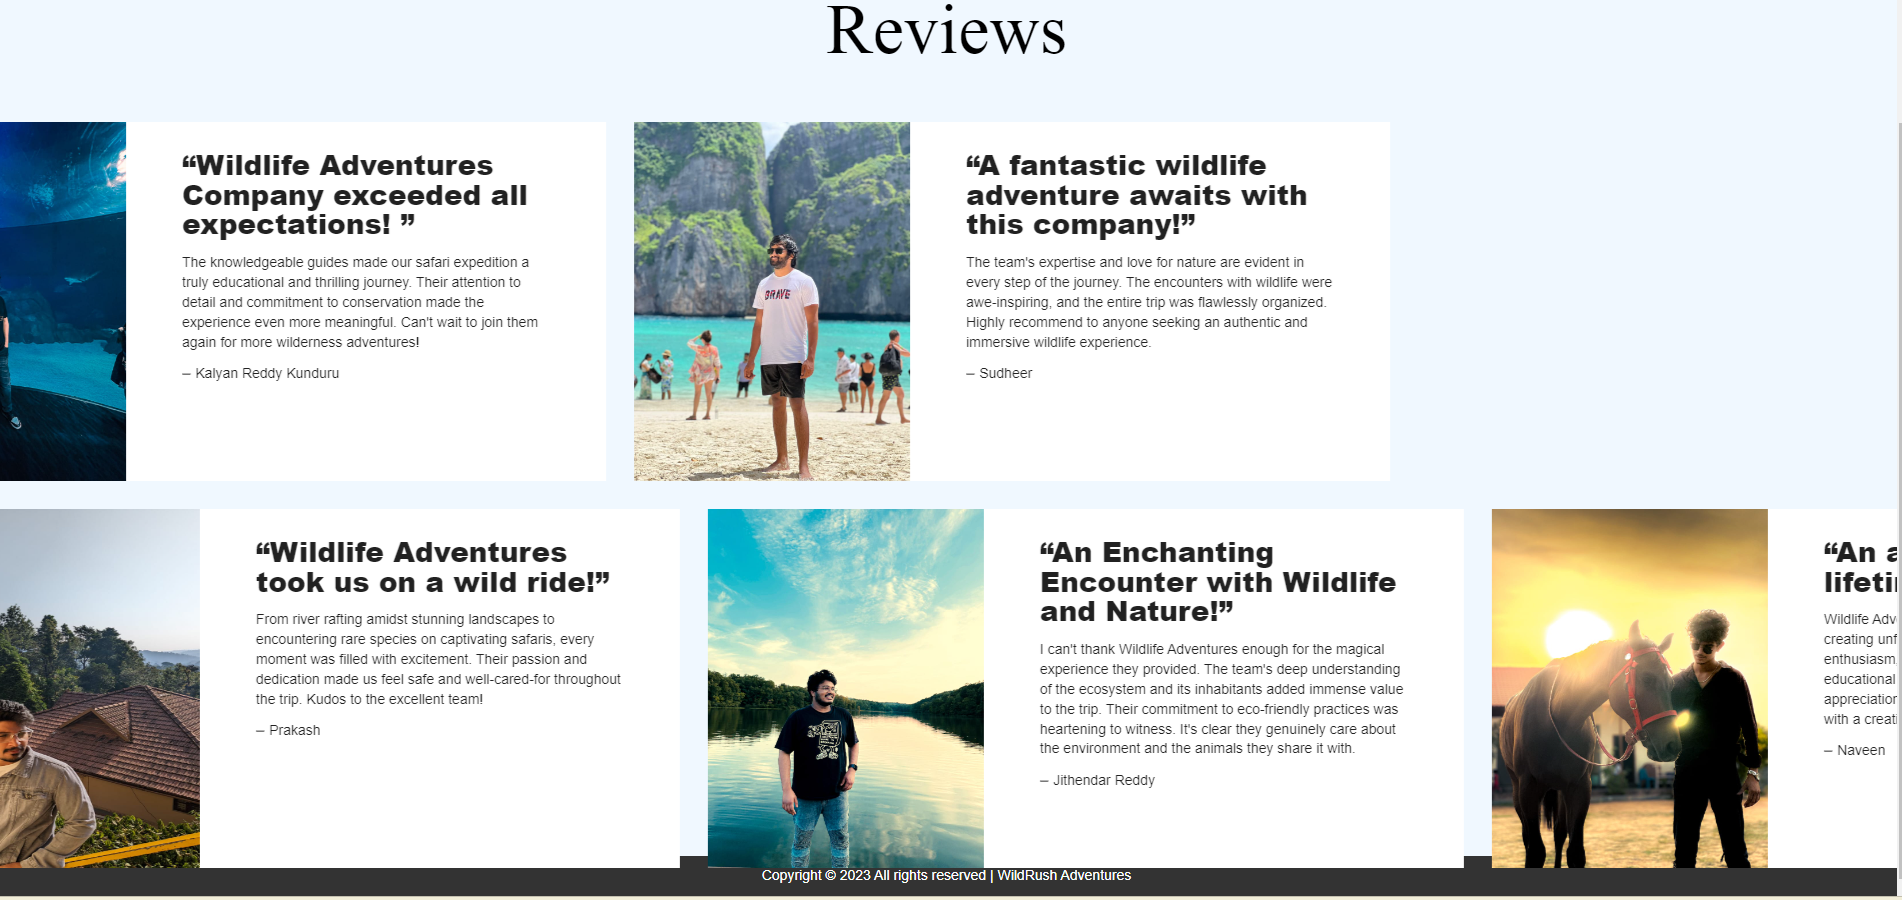 Reviews
“Wildlife Adventures
Company exceeded all
expectations! ”
The knowledgeable guides made our safari expedition a
truly educational and thrilling journey. Their attention to
detail and commitment to conservation made the
experience even more meaningful. Can't wait to join them
again for more wilderness adventures!
– Kalyan Reddy Kunduru
BRAVE
“A fantastic wildlife
adventure awaits with
this company!”
The team's expertise and love for nature are evident in
every step of the journey. The encounters with wildlife were
awe-inspiring, and the entire trip was flawlessly organized.
Highly recommend to anyone seeking an authentic and
immersive wildlife experience.
– Sudheer
“Wildlife Adventures
took us on a wild ride!”
From river rafting amidst stunning landscapes to
encountering rare species on captivating safaris, every
moment was filled with excitement. Their passion and
dedication made us feel safe and well-cared-for throughout
the trip. Kudos to the excellent team!
– Prakash
“An Enchanting
Encounter with Wildlife
and Nature!”
I can't thank Wildlife Adventures enough for the magical
experience they provided. The team's deep understanding
of the ecosystem and its inhabitants added immense value
to the trip. Their commitment to eco-friendly practices was
heartening to witness. It's clear they genuinely care about
the environment and the animals they share it with.
– Jithendar Reddy
“An a
lifeti
Wildlife Adv
creating unf
enthusiasm,
educational
appreciation
with a creati
– Naveen
Copyright © 2023 All rights reserved | WildRush Adventures